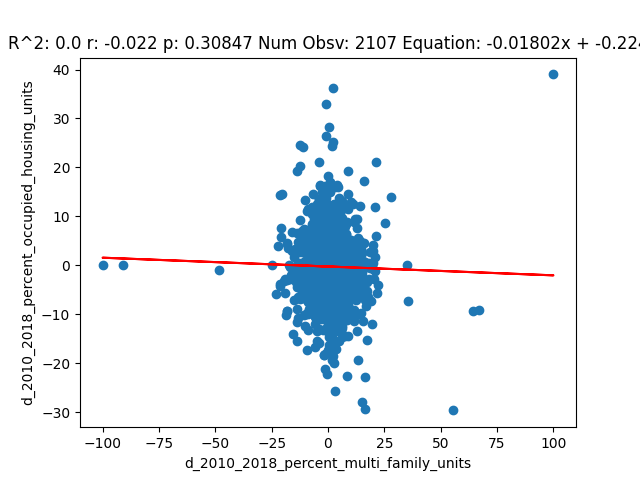 R^2: 0.0 r: -0.022 p: 0.30847 Num Obsv: 2107 Equation: -0.01802x + -0.224
40
30
20
10
0
−10
−20
−30
d_2010_2018_percent_occupied_housing_units
−100 −75 −50 −25 0 25 50 75 100
d_2010_2018_percent_multi_family_units